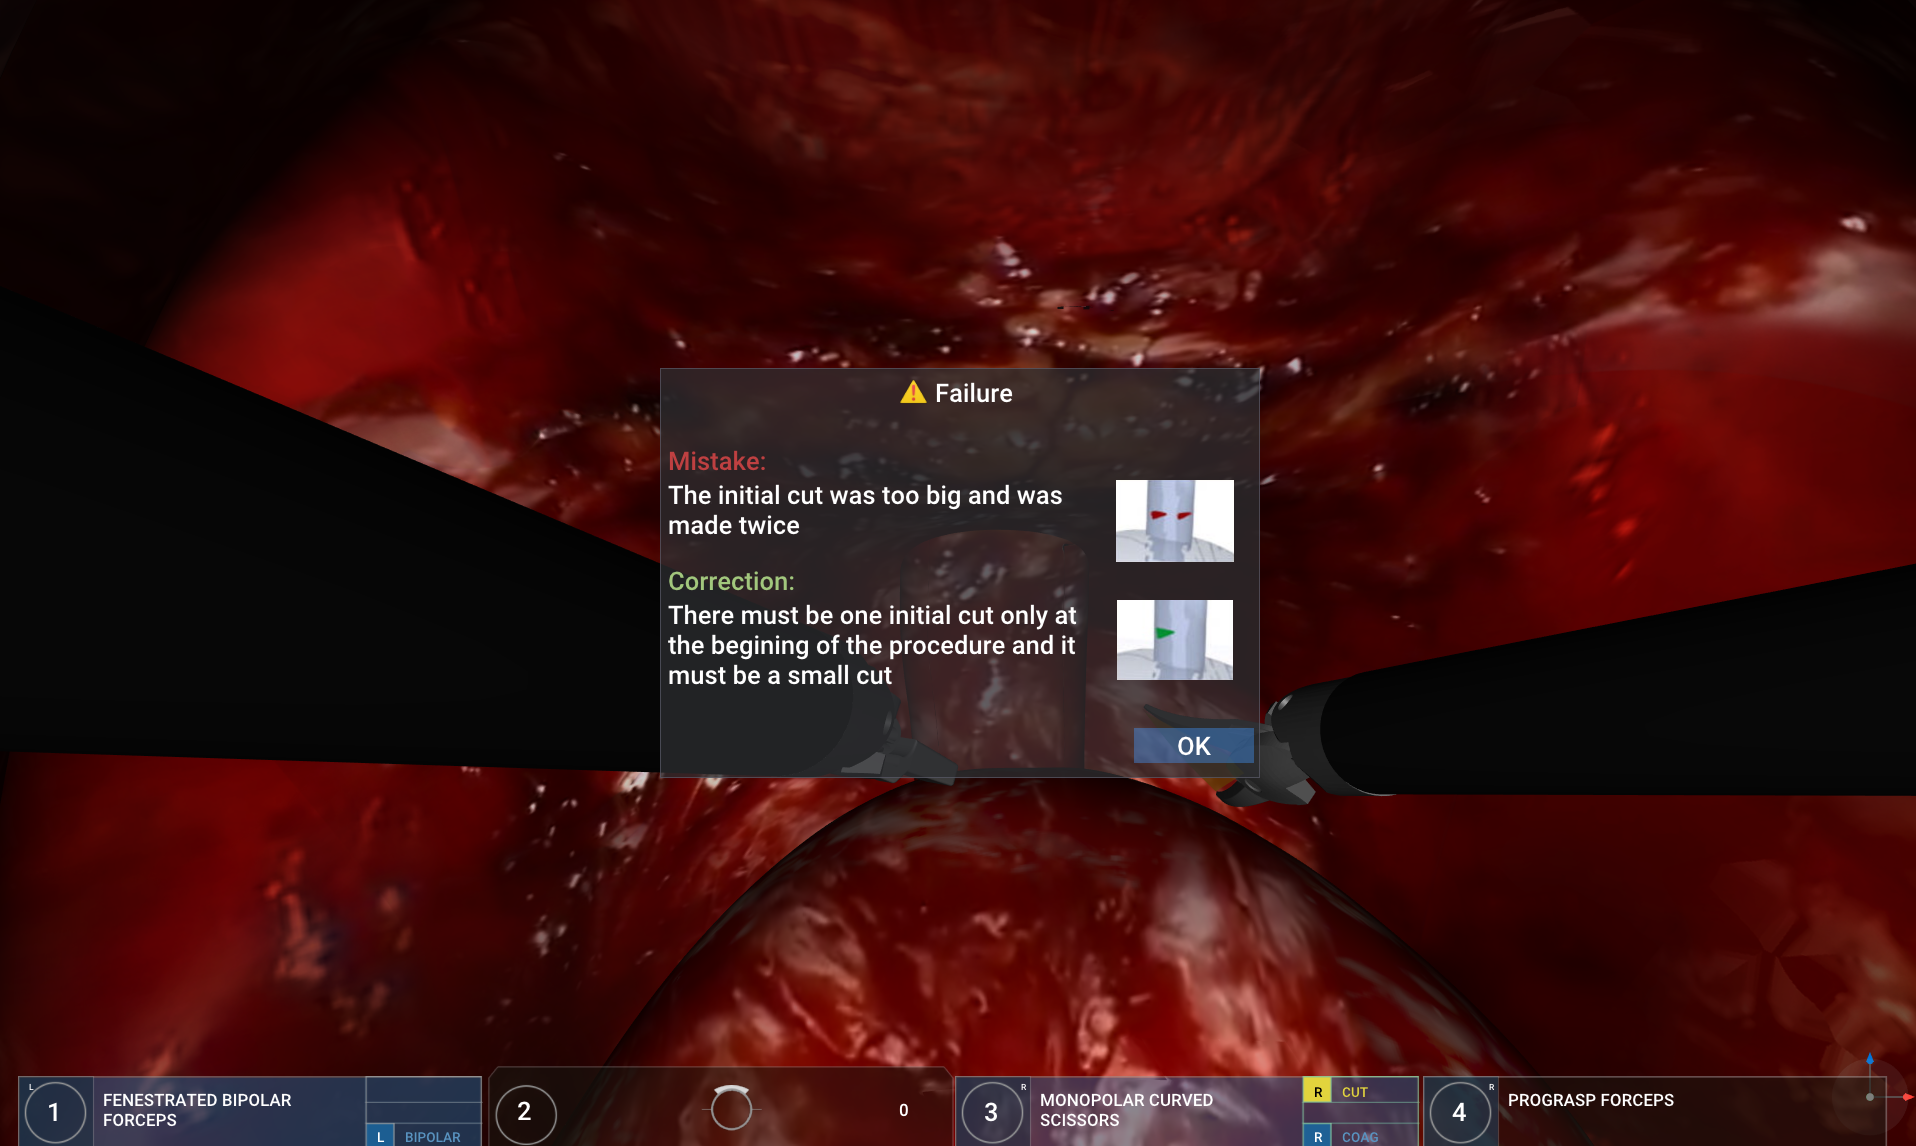 Failure
Mistake:
The initial cut was too big and was
made twice
Correction:
There must be one initial cut only at
the begining of the procedure and it
must be a small cut
OK
L
1
FENESTRATED BIPOLAR
FORCEPS
L BIPOLAR
2
0
R
3
MONOPOLAR CURVED
SCISSORS
R CUT
R COAG
R
4
PROGRASP FORCEPS